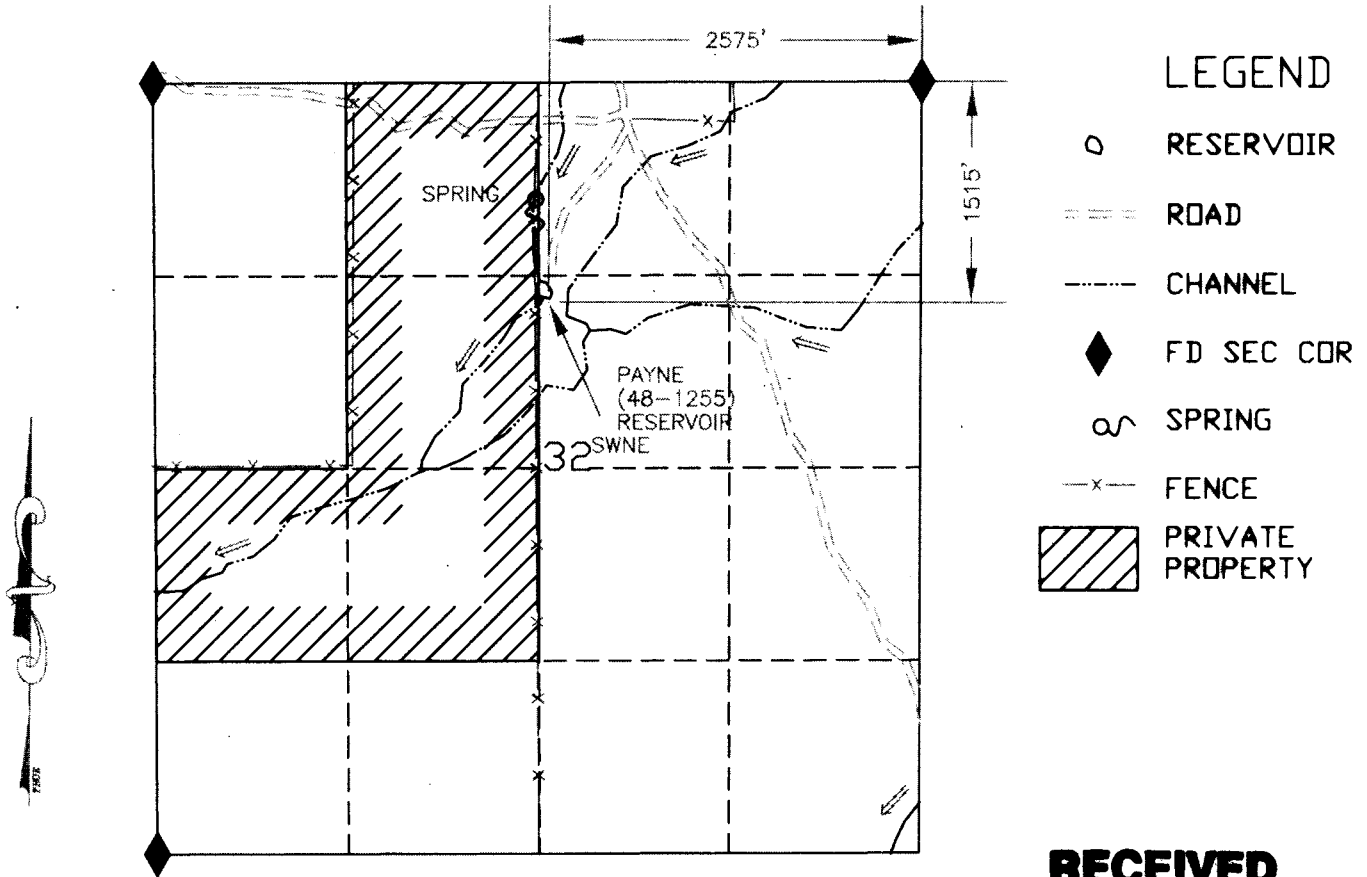 2575'
1515'
SPRING
PAYNE
(48-1255)
RESERVOIR
SWNE
32
LEGEND
RESERVOIR
ROAD
CHANNEL
FD SEC COR
SPRING
FENCE
PRIVATE
PROPERTY
RECEIVED